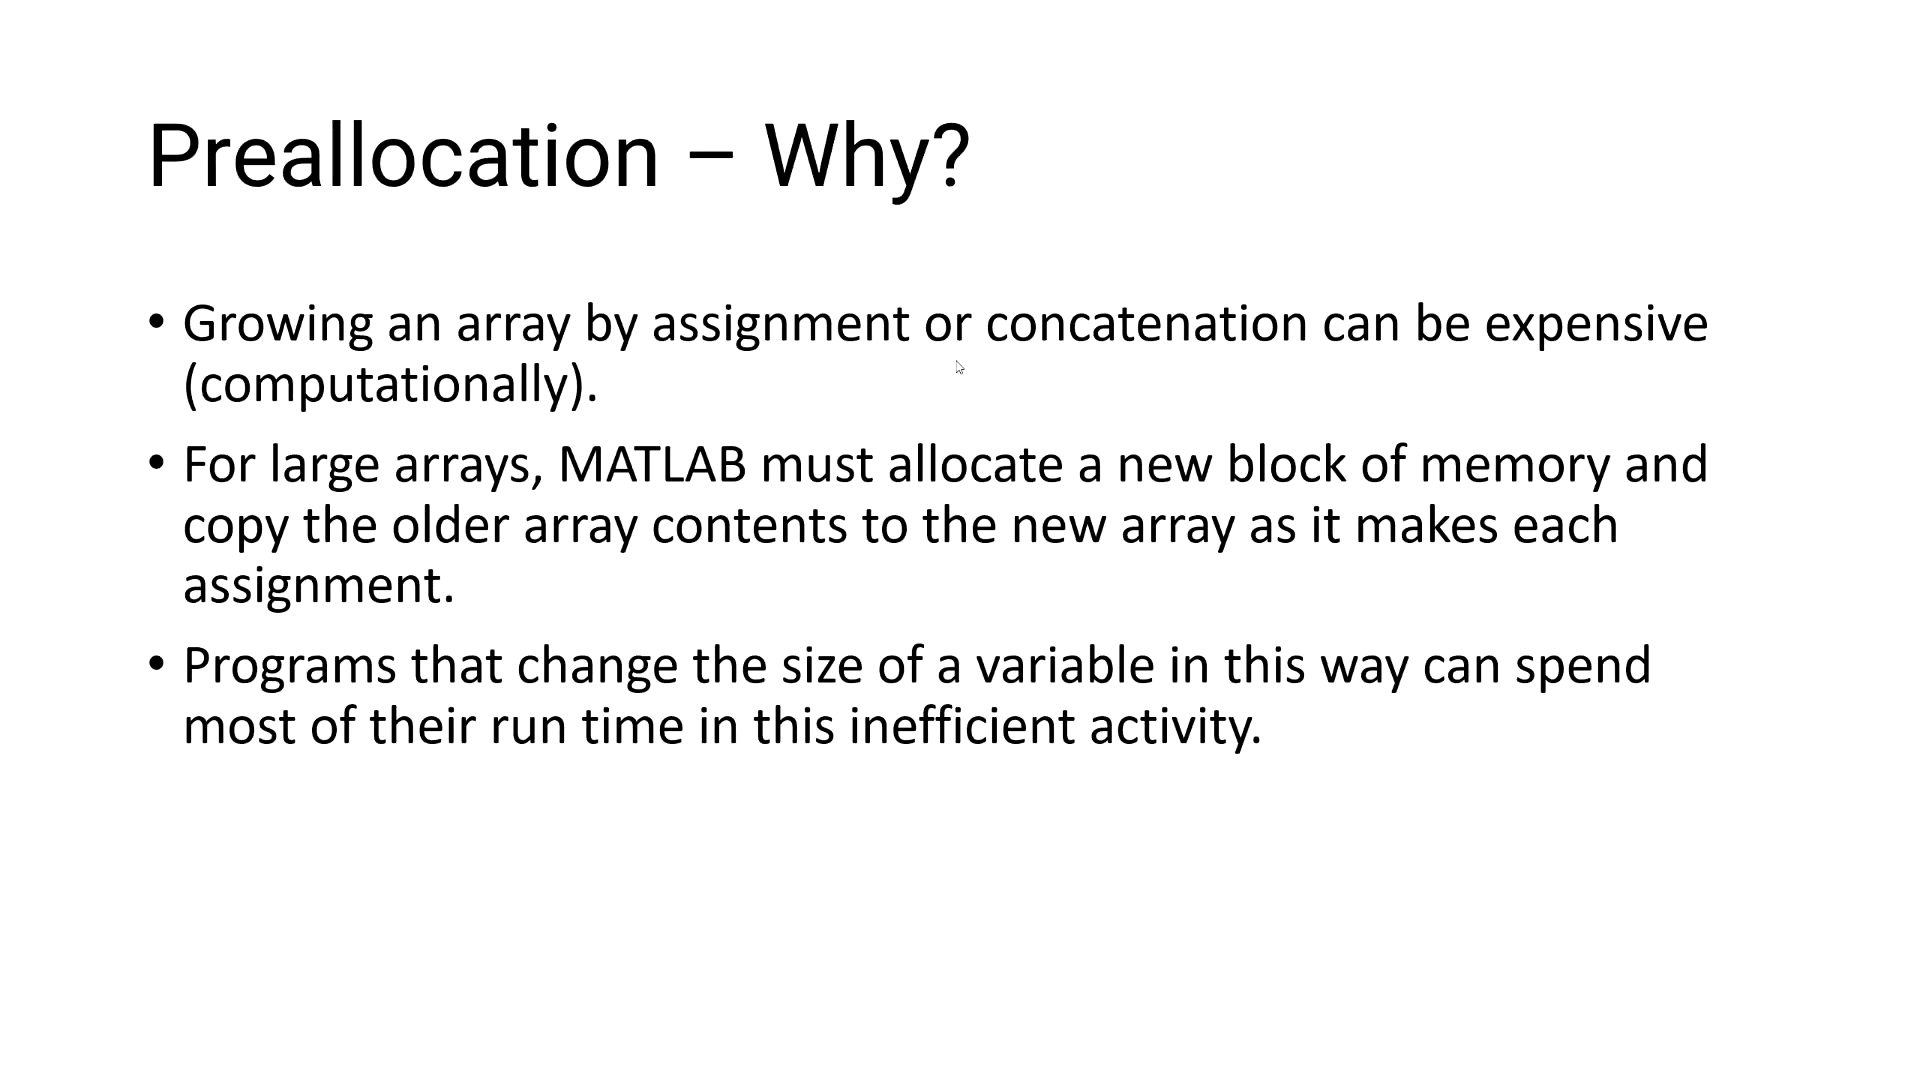 Preallocation – Why?
• Growing an array by assignment or concatenation can be expensive
(computationally).
• For large arrays, MATLAB must allocate a new block of memory and
copy the older array contents to the new array as it makes each
assignment.
• Programs that change the size of a variable in this way can spend
most of their run time in this inefficient activity.